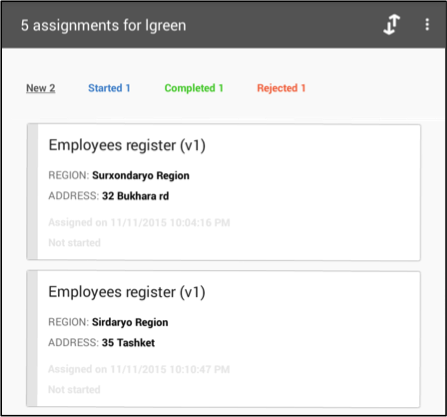 5 assignments for lgreen
New 2 Started 1 Completed 1 Rejected 1
Employees register (v1)
REGION: Surxondaryo Region
ADDRESS: 32 Bukhara rd
Assigned on 11/11/2015 10:04:16 PM
Not started
Employees register (v1)
REGION: Sirdaryo Region
ADDRESS: 35 Tashket
Assigned on 11/11/2015 10:10:47 PM
Not started